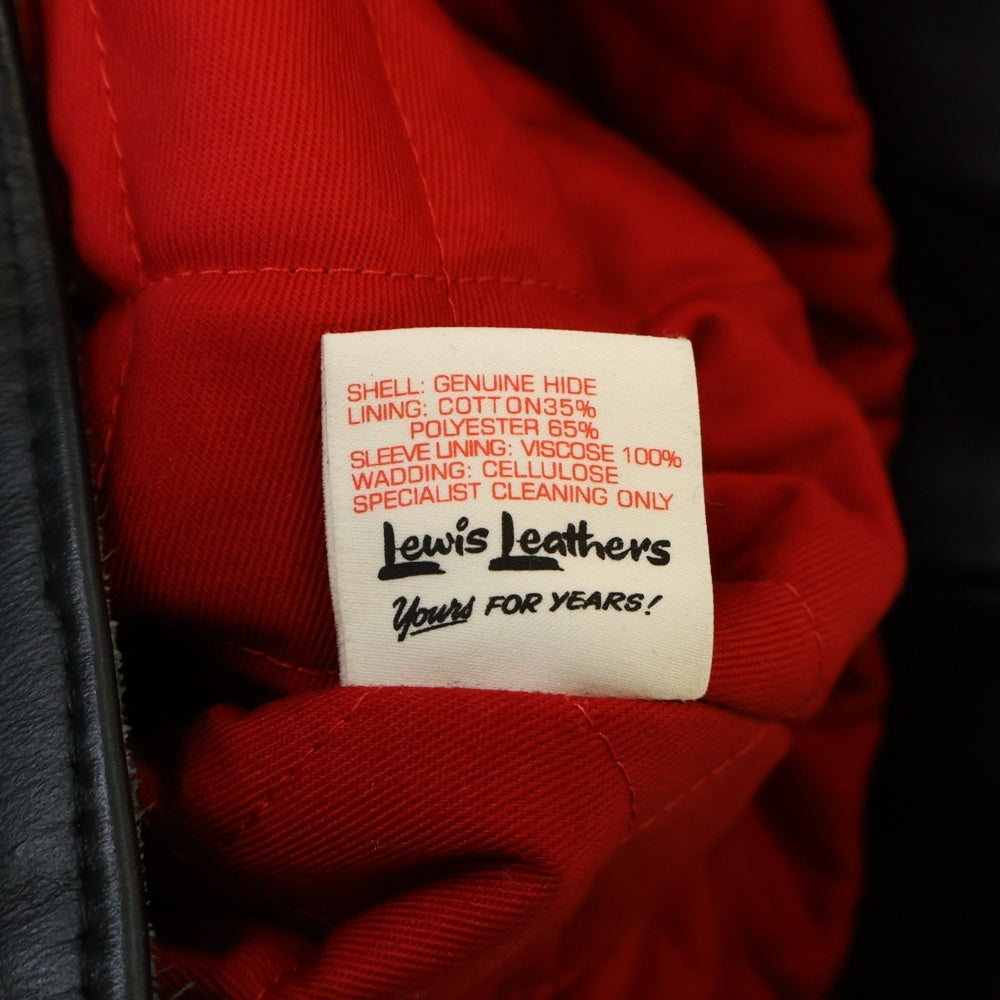 SHELL: GENUINE HIDE
LINING: COTTON35%
POLYESTER 65%
SLEEVE LINING: VISCOSE 100%
WADDING: CELLULOSE
SPECIALIST CLEANING ONLY
Lewis Leathers
Yours FOR YEARS!